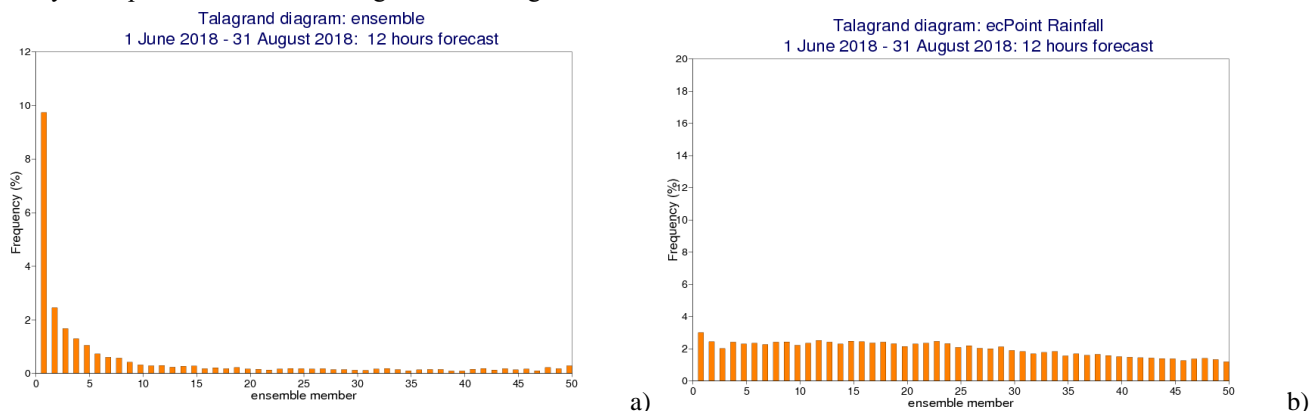 Talagrand diagram: ensemble
1 June 2018 - 31 August 2018: 12 hours forecast
12
10
8
6
4
2
0
Frequency (%)
0 5 10 15 20 25 30 35 40 45 50
ensemble member
a)
Talagrand diagram: ecPoint Rainfall
1 June 2018 - 31 August 2018: 12 hours forecast
20
18
16
14
12
10
8
6
4
2
0
Frequency (%)
0 5 10 15 20 25 30 35 40 45 50
ensemble member
b)